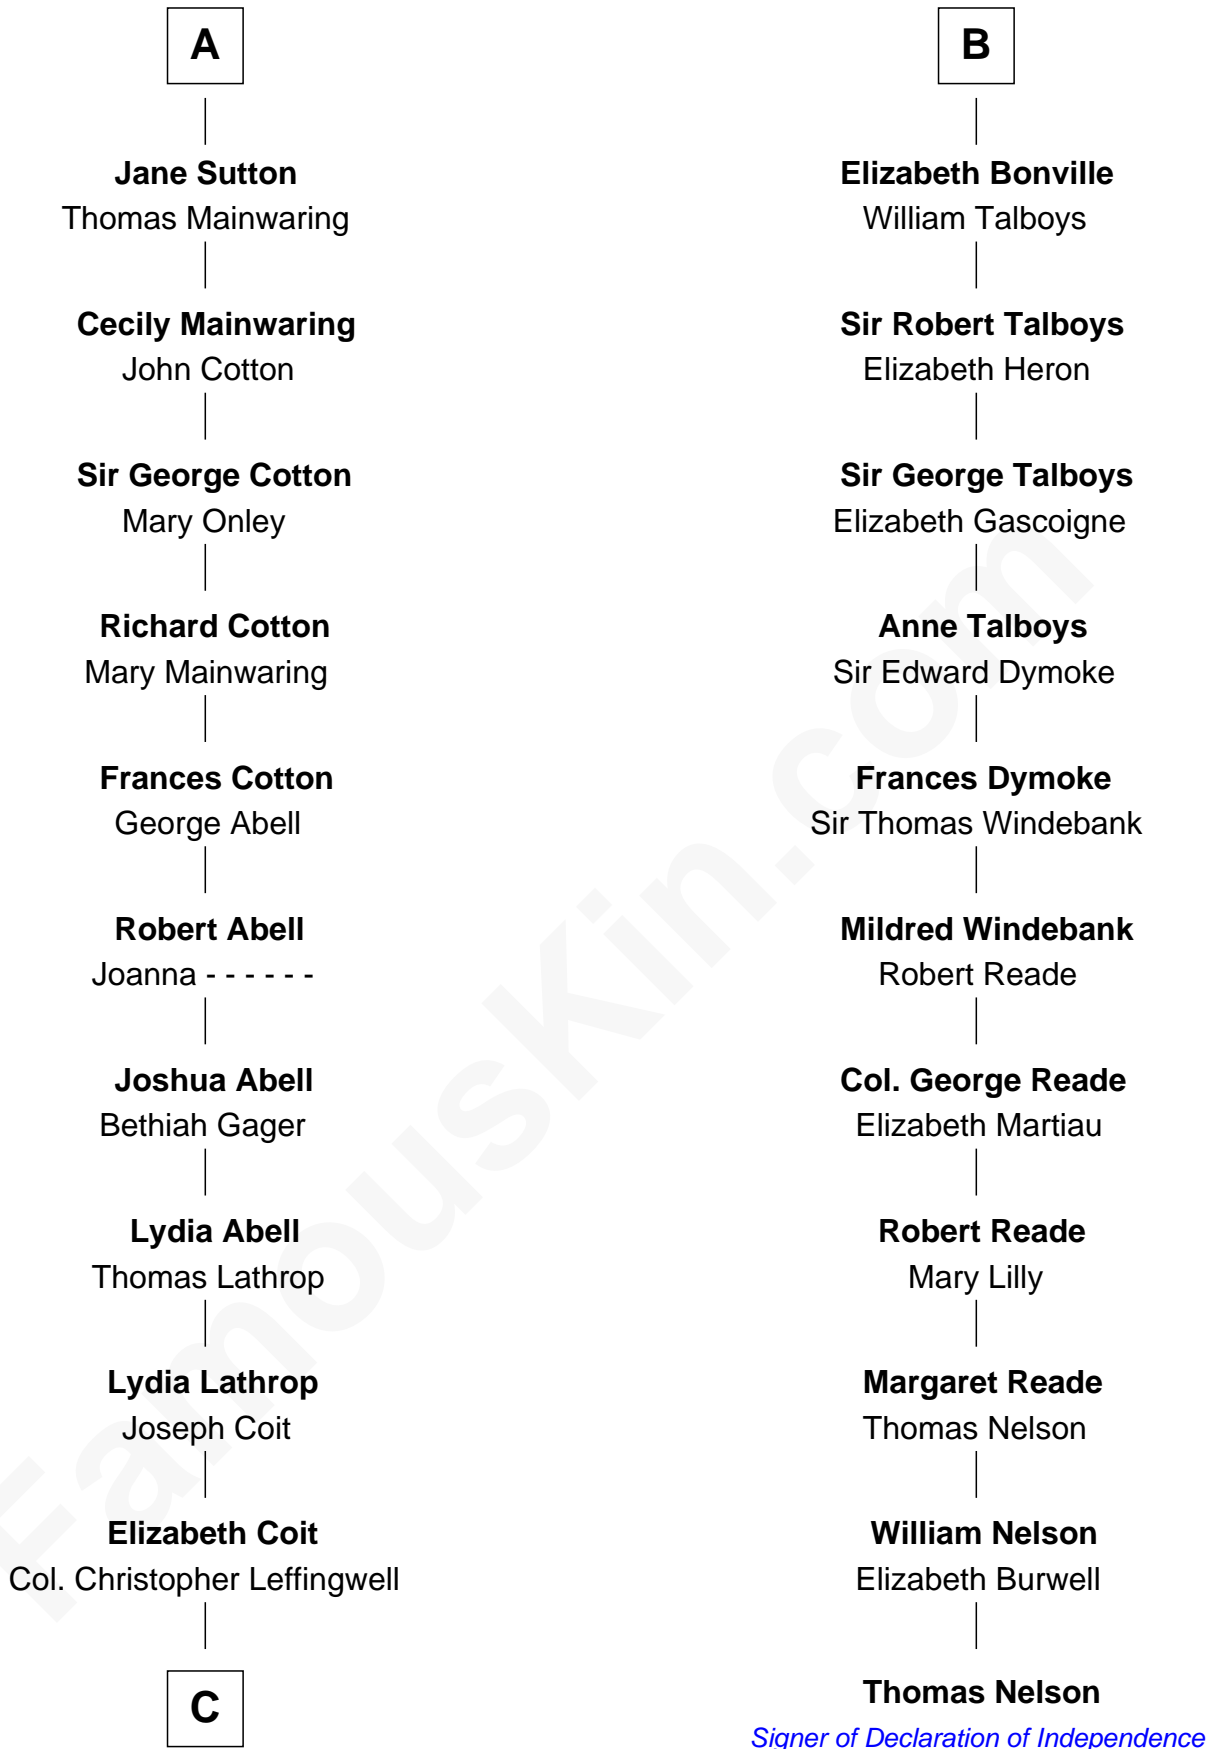 A
Jane Sutton
Thomas Mainwaring
Cecily Mainwaring
John Cotton
Sir George Cotton
Mary Onley
Richard Cotton
Mary Mainwaring
Frances Cotton
George Abell
Robert Abell
Joanna - - - - - -
Joshua Abell
Bethiah Gager
Lydia Abell
Thomas Lathrop
Lydia Lathrop
Joseph Coit
Elizabeth Coit
Col. Christopher Leffingwell
C
B
Elizabeth Bonville
William Talboys
Sir Robert Talboys
Elizabeth Heron
Sir George Talboys
Elizabeth Gascoigne
Anne Talboys
Sir Edward Dymoke
Frances Dymoke
Sir Thomas Windebank
Mildred Windebank
Robert Reade
Col. George Reade
Elizabeth Martiau
Robert Reade
Mary Lilly
Margaret Reade
Thomas Nelson
William Nelson
Elizabeth Burwell
Thomas Nelson
Signer of Declaration of Independence
FamousKin.com